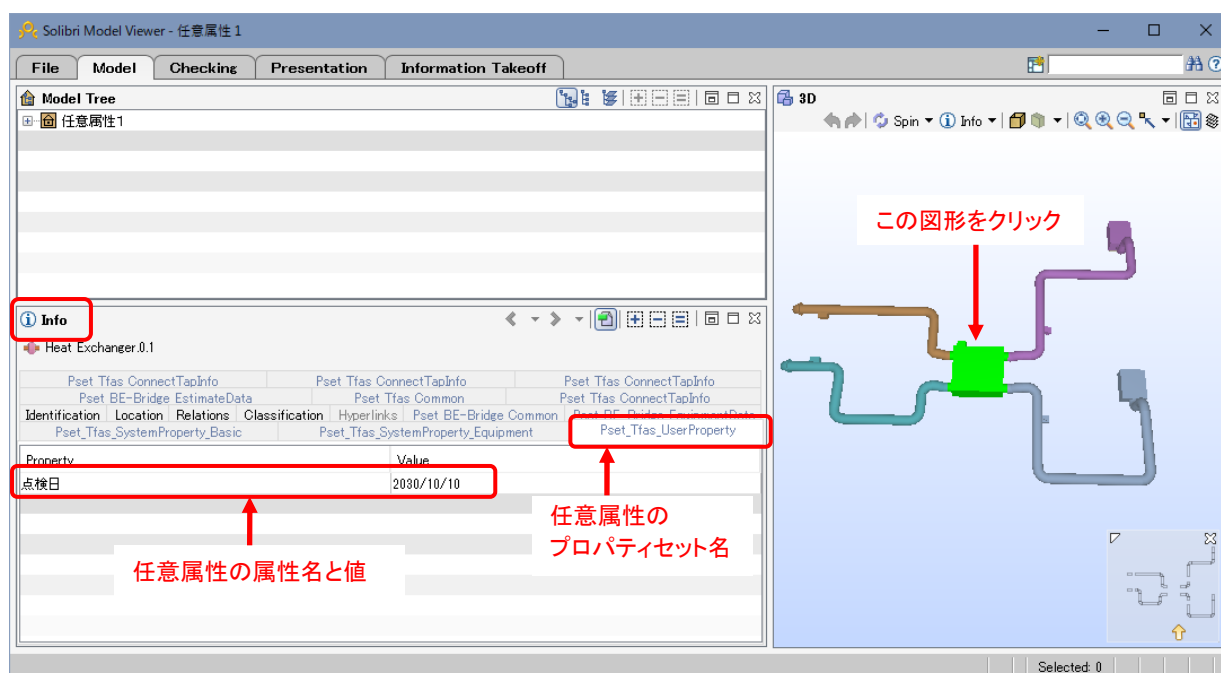 Solibri Model Viewer - 任意属性1
File Model Checking Presentation Information Takeoff
Model Tree
任意属性1
3D
Spin Info
この図形をクリック
Info
Heat Exchanger.0.1
Pset Tfas ConnectTapInfo Pset Tfas ConnectTapInfo Pset Tfas ConnectTapInfo
Pset BE-Bridge EstimateData Pset Tfas Common Pset Tfas ConnectTapInfo
Identification Location Relations Classification Hyperlinks Pset BE-Bridge Common Pset BE-Bridge EquipmentData
Pset_Tfas_SystemProperty_Basic Pset_Tfas_SystemProperty_Equipment Pset_Tfas_UserProperty
Property Value
点検日 2030/10/10
任意属性の
プロパティセット名
任意属性の属性名と値
Selected: 0